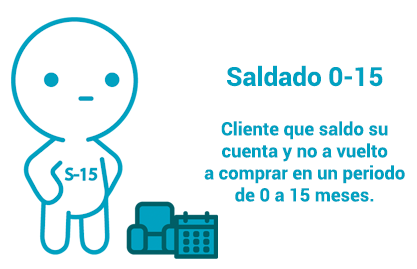 Saldado 0-15
Cliente que saldo su
cuenta y no a vuelto
a comprar en un periodo
de 0 a 15 meses.
S-15